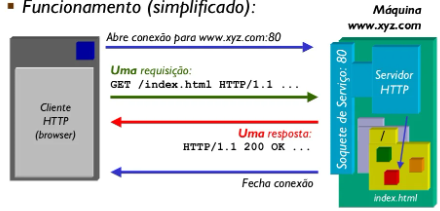 ▪ Funcionamento (simplificado):
Máquina
www.xyz.com
Abre conexão para www.xyz.com:80
Uma requisição:
GET /index.html HTTP/1.1 ...
Cliente
HTTP
(browser)
Uma resposta:
HTTP/1.1 200 OK ...
Fecha conexão
Soquete de Serviço: 80
Servidor
HTTP
/
index.html